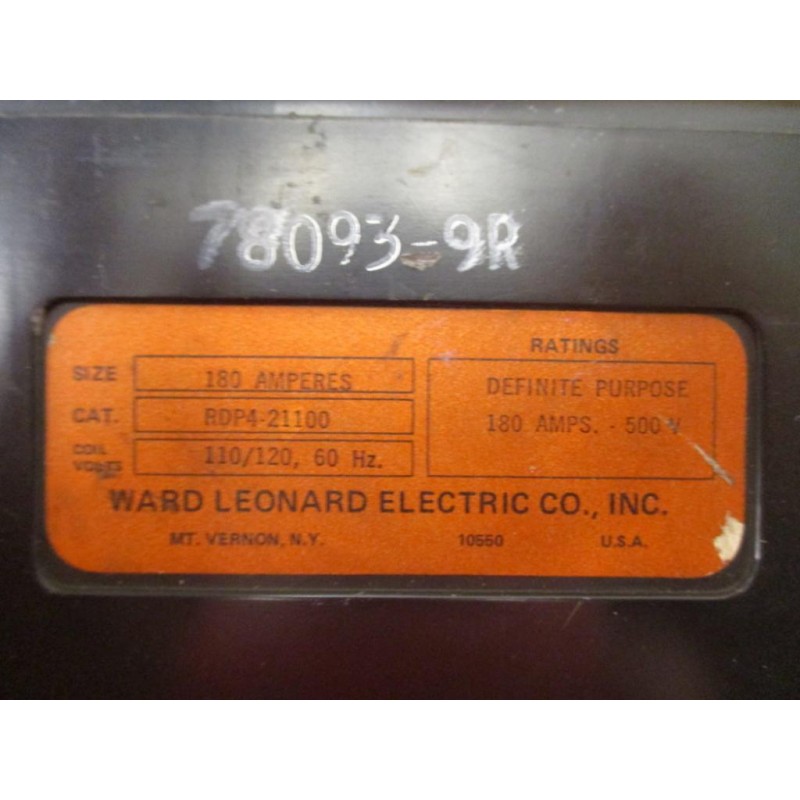 78093-9R
RATINGS
SIZE 180 AMPERES
DEFINITE PURPOSE
CAT. RDP4-21100
180 AMPS. - 500 V
COIL VOLTS 110/120, 60 Hz.
WARD LEONARD ELECTRIC CO., INC.
MT. VERNON, N.Y. 10550 U.S.A.